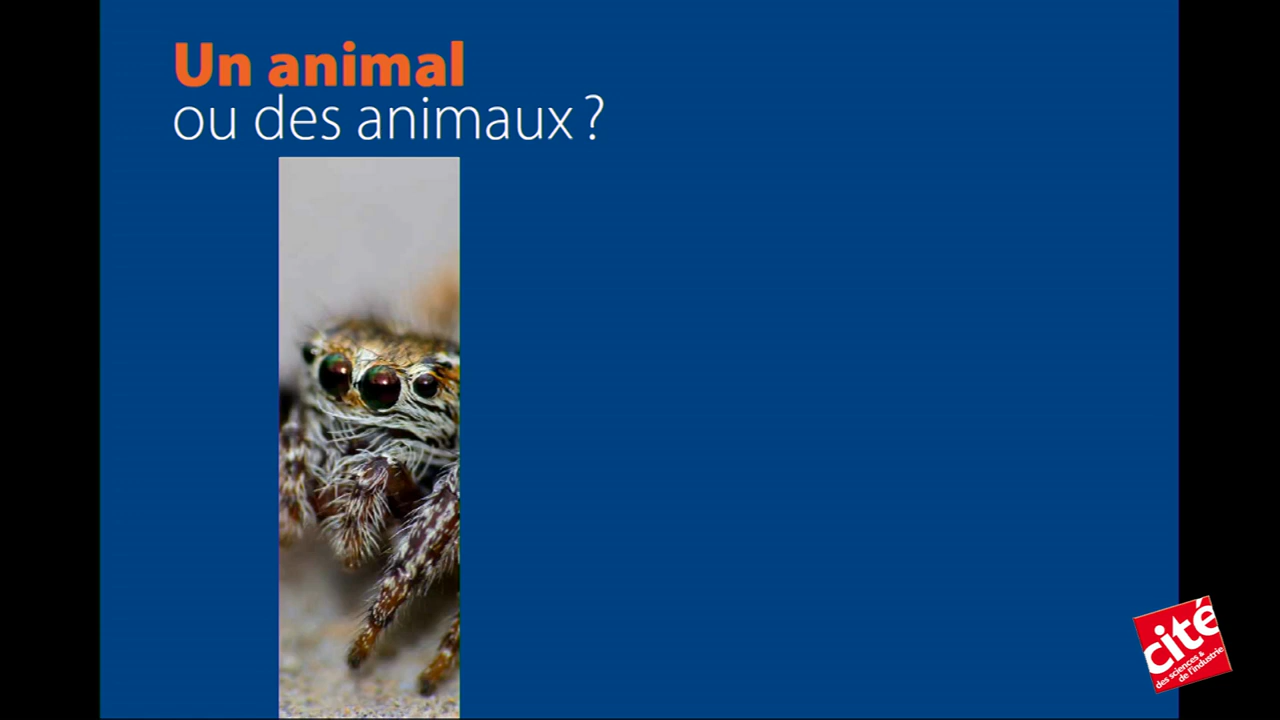 Un animal
ou des animaux ?
cité
des sciences &
de l'industrie